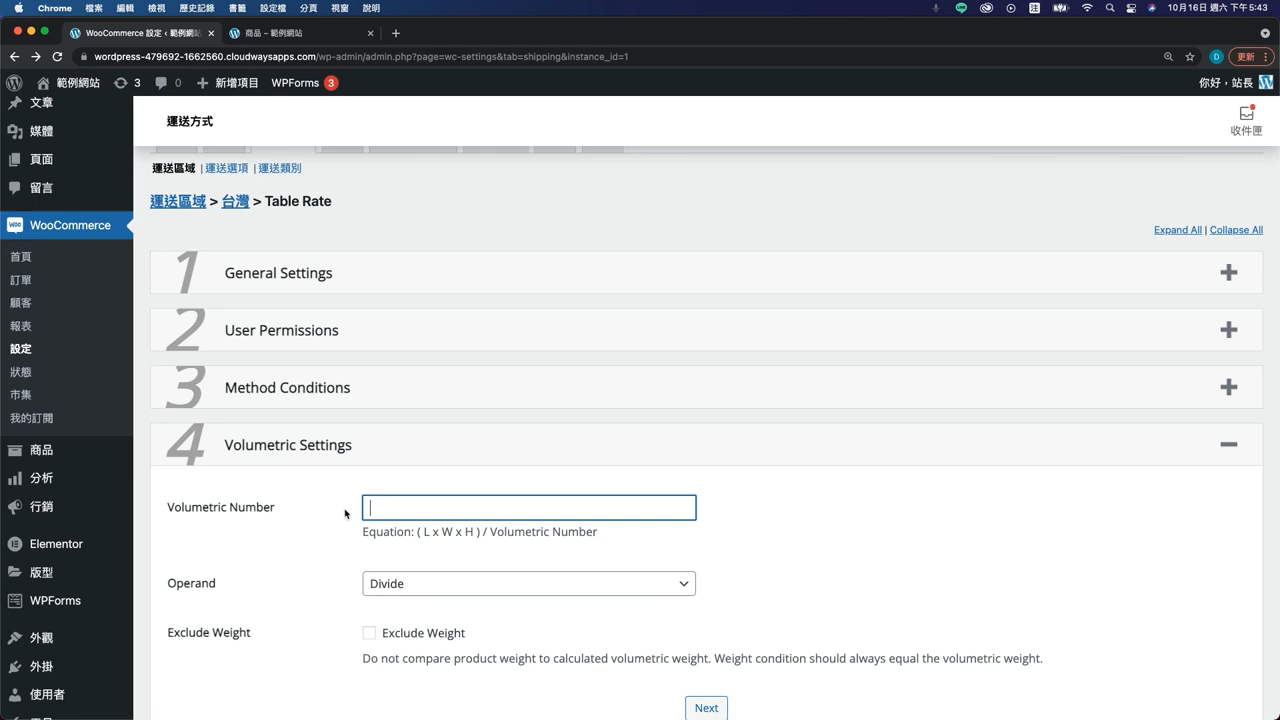 Chrome 檔案 編輯 檢視 歷史記錄 書籤 設定檔 分頁 視窗 說明 注 10月16日 週六 下午5:43
WooCommerce 設定 ‹ 範例網站 商品 – 範例網站
wordpress-479692-1662560.cloudwaysapps.com/wp-admin/admin.php?page=wc-settings&tab=shipping&instance_id=1 D 更新
範例網站 3 0 新增項目 WPForms 3 你好，站長
文章
媒體
頁面
留言
WooCommerce
首頁
訂單
顧客
報表
設定
狀態
市集
我的訂閱
商品
分析
行銷
Elementor
版型
WPForms
外觀
外掛
使用者
運送方式
收件匣
運送區域 | 運送選項 | 運送類別
運送區域 > 台灣 > Table Rate
Expand All | Collapse All
1 General Settings
2 User Permissions
3 Method Conditions
4 Volumetric Settings
Volumetric Number
Equation: ( L x W x H ) / Volumetric Number
Operand Divide
Exclude Weight Exclude Weight
Do not compare product weight to calculated volumetric weight. Weight condition should always equal the volumetric weight.
Next